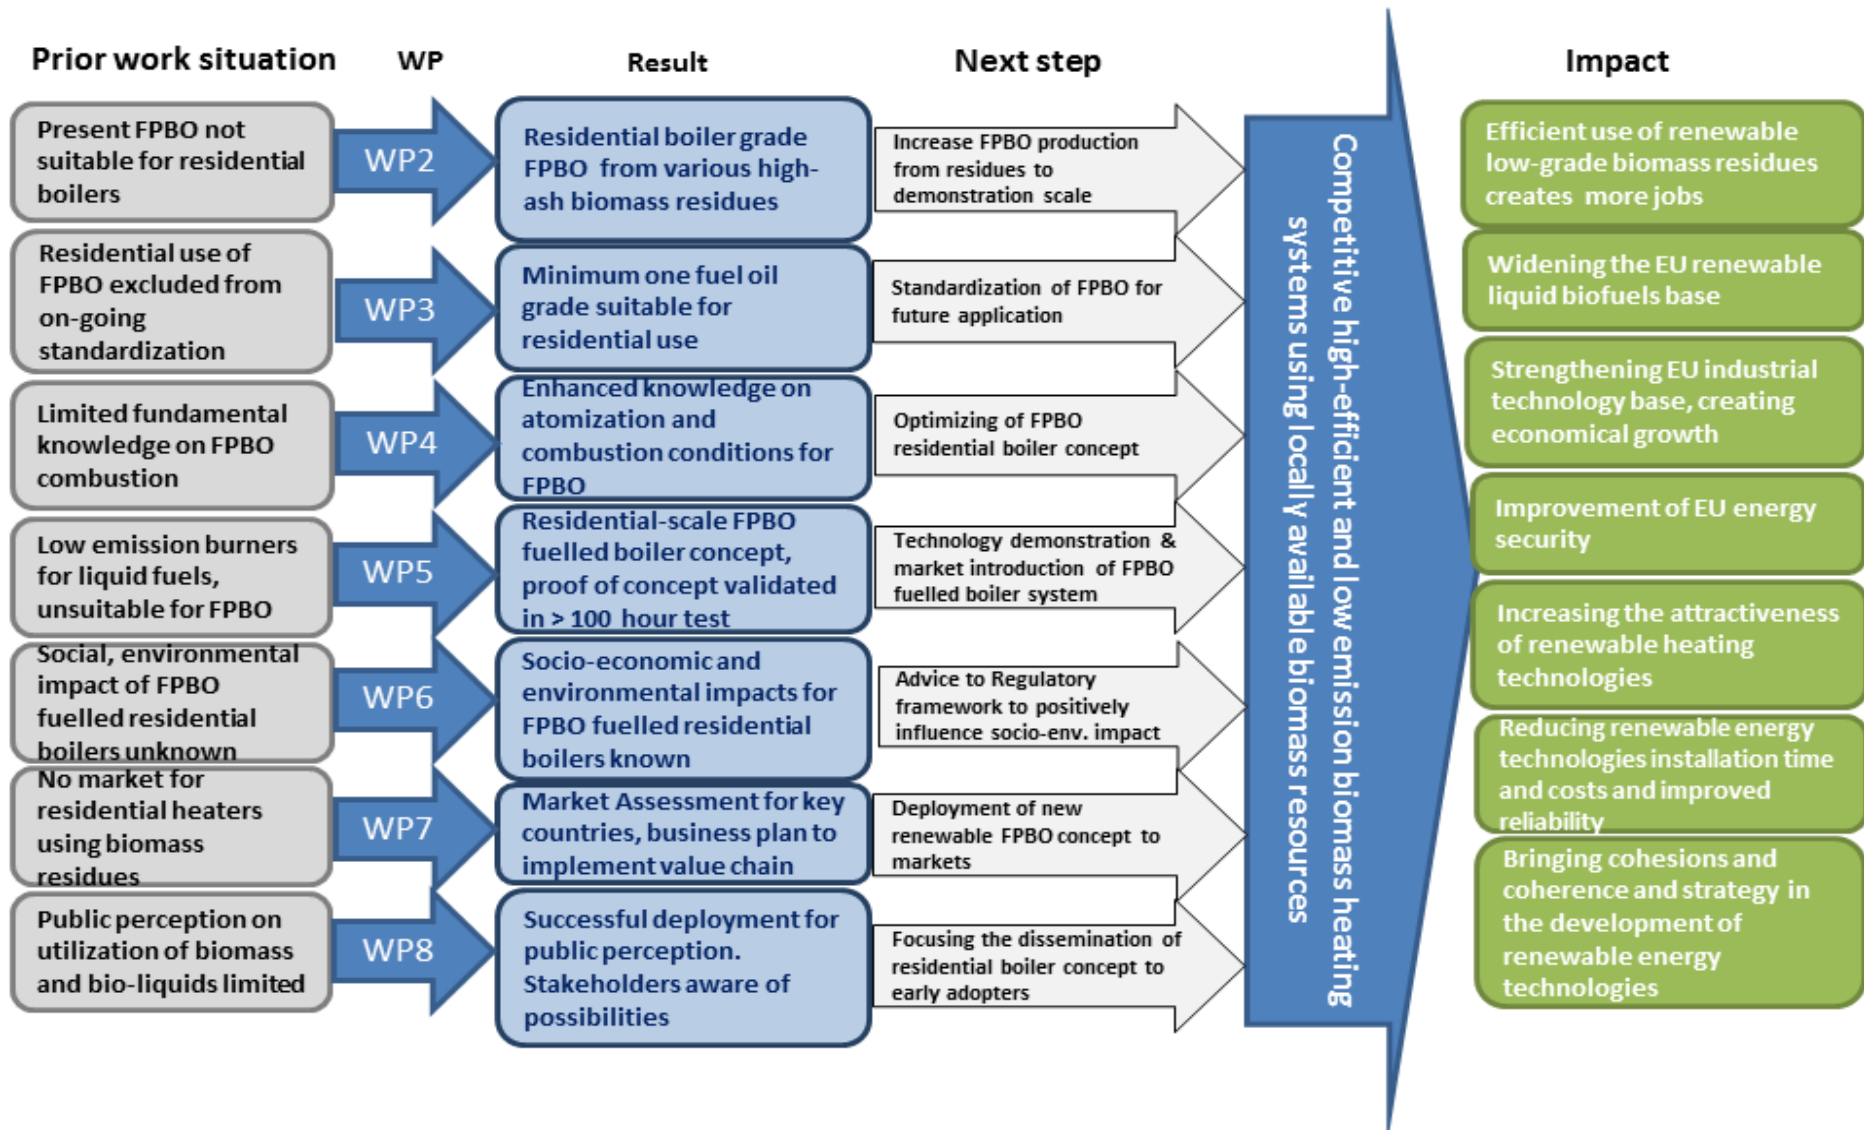 Prior work situation
WP
Result
Next step
Impact
Present FPBO not
suitable for residential
boilers
WP2
Residential boiler grade
FPBO from various high-
ash biomass residues
Increase FPBO production
from residues to
demonstration scale
Residential use of
FPBO excluded from
on-going
standardization
WP3
Minimum one fuel oil
grade suitable for
residential use
Standardization of FPBO for
future application
Limited fundamental
knowledge on FPBO
combustion
WP4
Enhanced knowledge on
atomization and
combustion conditions for
FPBO
Optimizing of FPBO
residential boiler concept
Low emission burners
for liquid fuels,
unsuitable for FPBO
WP5
Residential-scale FPBO
fuelled boiler concept,
proof of concept validated
in > 100 hour test
Technology demonstration &
market introduction of FPBO
fuelled boiler system
Social, environmental
impact of FPBO
fuelled residential
boilers unknown
WP6
Socio-economic and
environmental impacts for
FPBO fuelled residential
boilers known
Advice to Regulatory
framework to positively
influence socio-env. impact
No market for
residential heaters
using biomass
residues
WP7
Market Assessment for key
countries, business plan to
implement value chain
Deployment of new
renewable FPBO concept to
markets
Public perception on
utilization of biomass
and bio-liquids limited
WP8
Successful deployment for
public perception.
Stakeholders aware of
possibilities
Focusing the dissemination of
residential boiler concept to
early adopters
Competitive high-efficient and low emission biomass heating
systems using locally available biomass resources
Efficient use of renewable
low-grade biomass residues
creates more jobs
Widening the EU renewable
liquid biofuels base
Strengthening EU industrial
technology base, creating
economical growth
Improvement of EU energy
security
Increasing the attractiveness
of renewable heating
technologies
Reducing renewable energy
technologies installation time
and costs and improved
reliability
Bringing cohesions and
coherence and strategy in
the development of
renewable energy
technologies